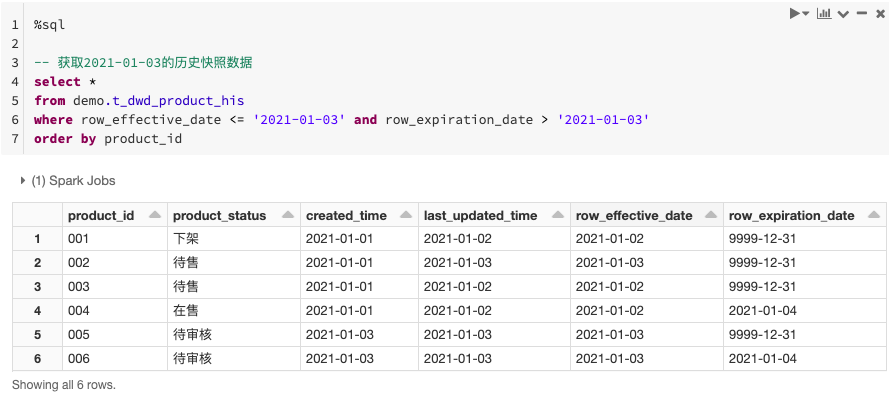 1 %sql
2
3 -- 获取2021-01-03的历史快照数据
4 select *
5 from demo.t_dwd_product_his
6 where row_effective_date <= '2021-01-03' and row_expiration_date > '2021-01-03'
7 order by product_id
(1) Spark Jobs
product_id product_status created_time last_updated_time row_effective_date row_expiration_date
1 001 下架 2021-01-01 2021-01-02 2021-01-02 9999-12-31
2 002 待售 2021-01-01 2021-01-03 2021-01-03 9999-12-31
3 003 待售 2021-01-01 2021-01-02 2021-01-02 9999-12-31
4 004 在售 2021-01-01 2021-01-02 2021-01-02 2021-01-04
5 005 待审核 2021-01-03 2021-01-03 2021-01-03 9999-12-31
6 006 待审核 2021-01-03 2021-01-03 2021-01-03 2021-01-04
Showing all 6 rows.